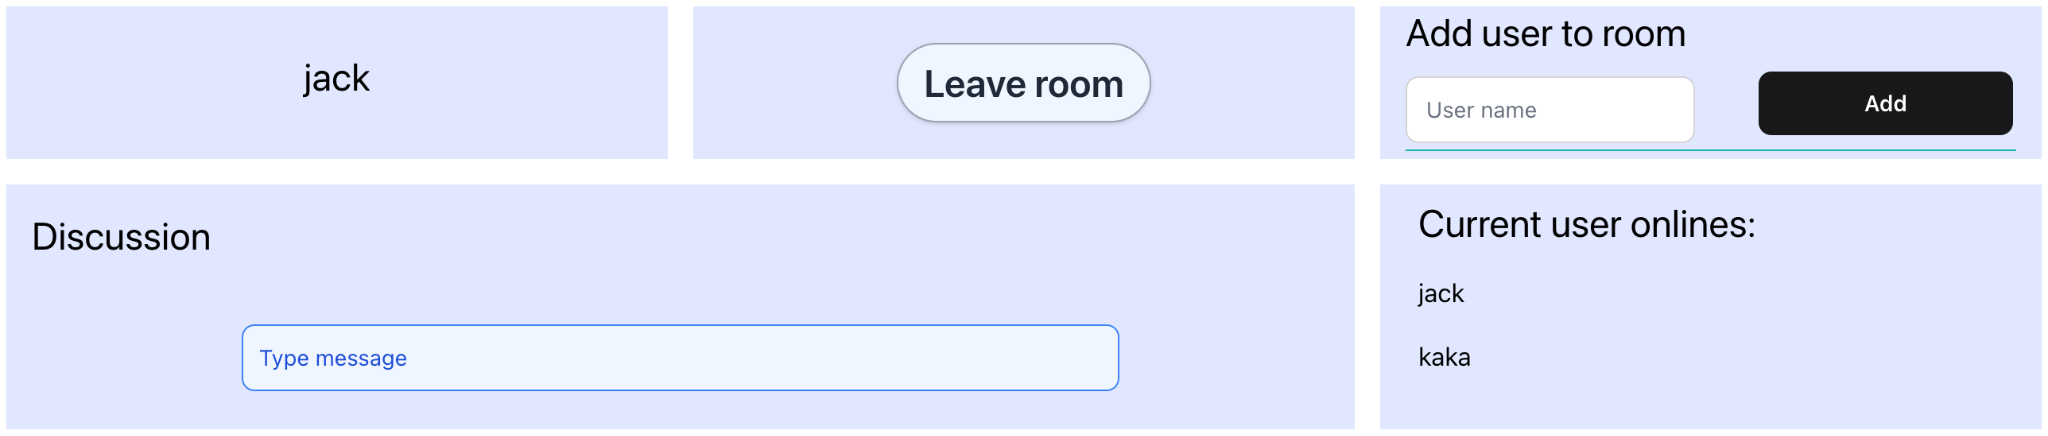 jack
Leave room
Add user to room
User name
Add
Discussion
Type message
Current user onlines:
jack
kaka